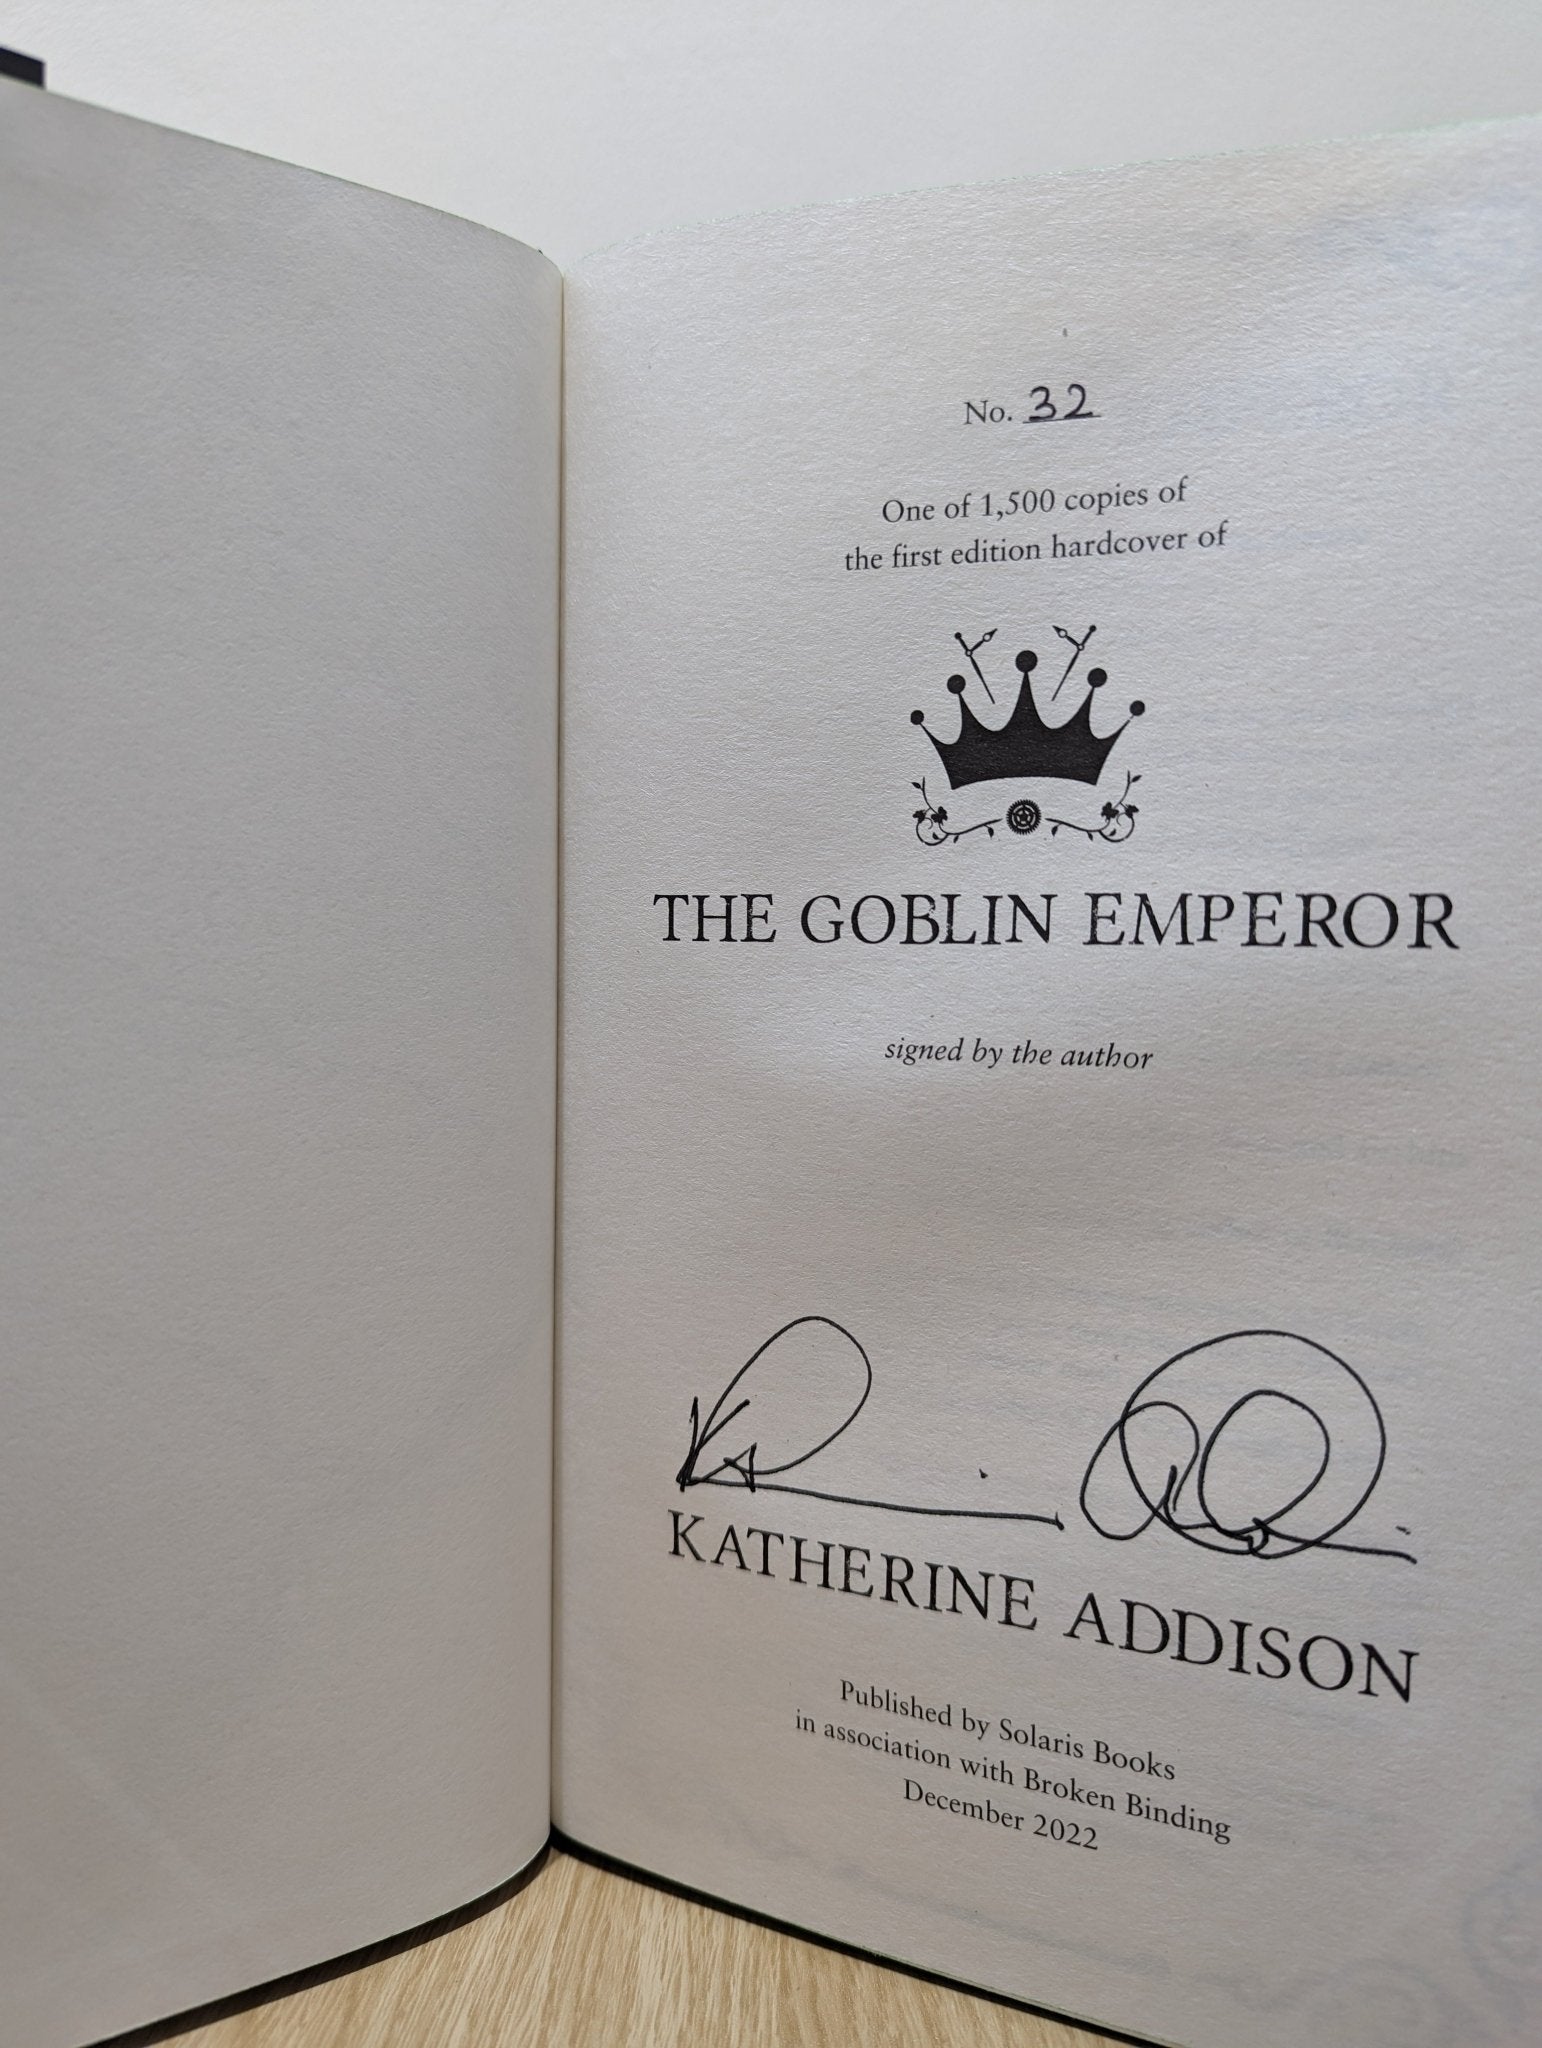 No. 32
One of 1,500 copies of
the first edition hardcover of
THE GOBLIN EMPEROR
signed by the author
KATHERINE ADDISON
Published by Solaris Books
in association with Broken Binding
December 2022